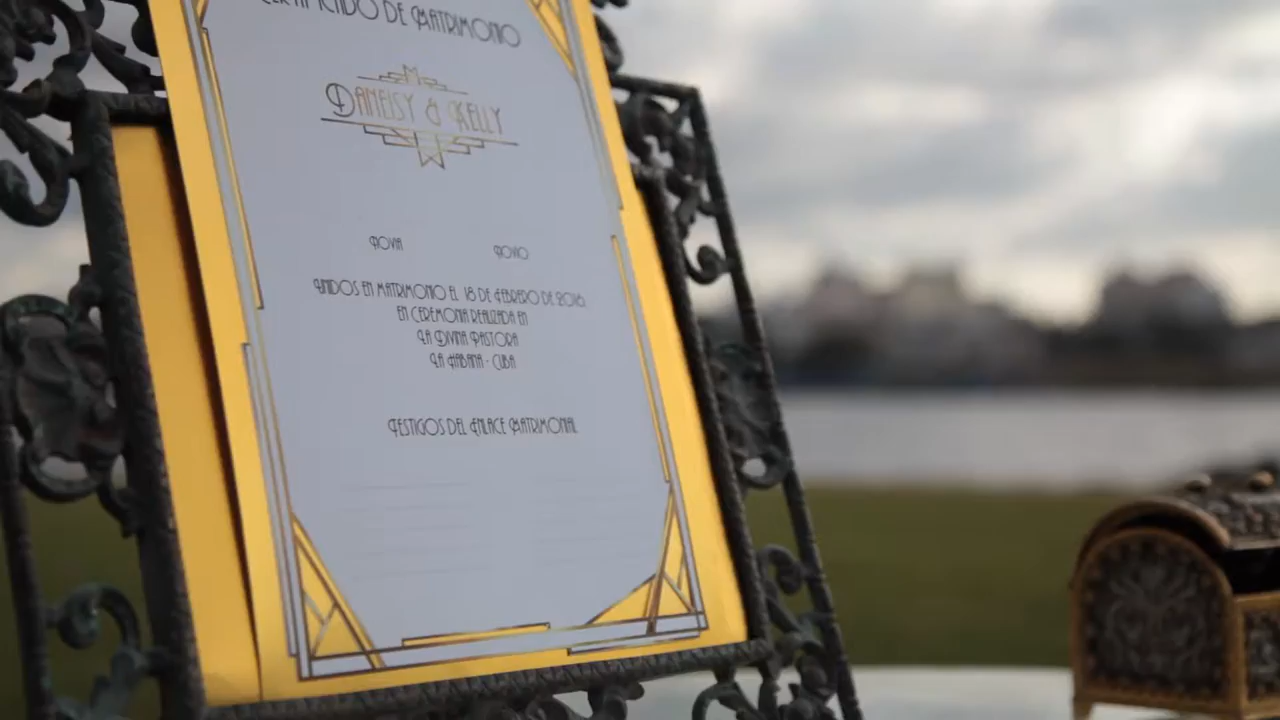 CERTIFICADO DE MATRIMONIO
DANEISY & KELLY
NOVIA NOVIO
UNIDOS EN MATRIMONIO EL 18 DE FEBRERO DE 2018
EN CEREMONIA REALIZADA EN
LA DIVINA PASTORA
LA HABANA - CUBA
TESTIGOS DEL ENLACE MATRIMONIAL